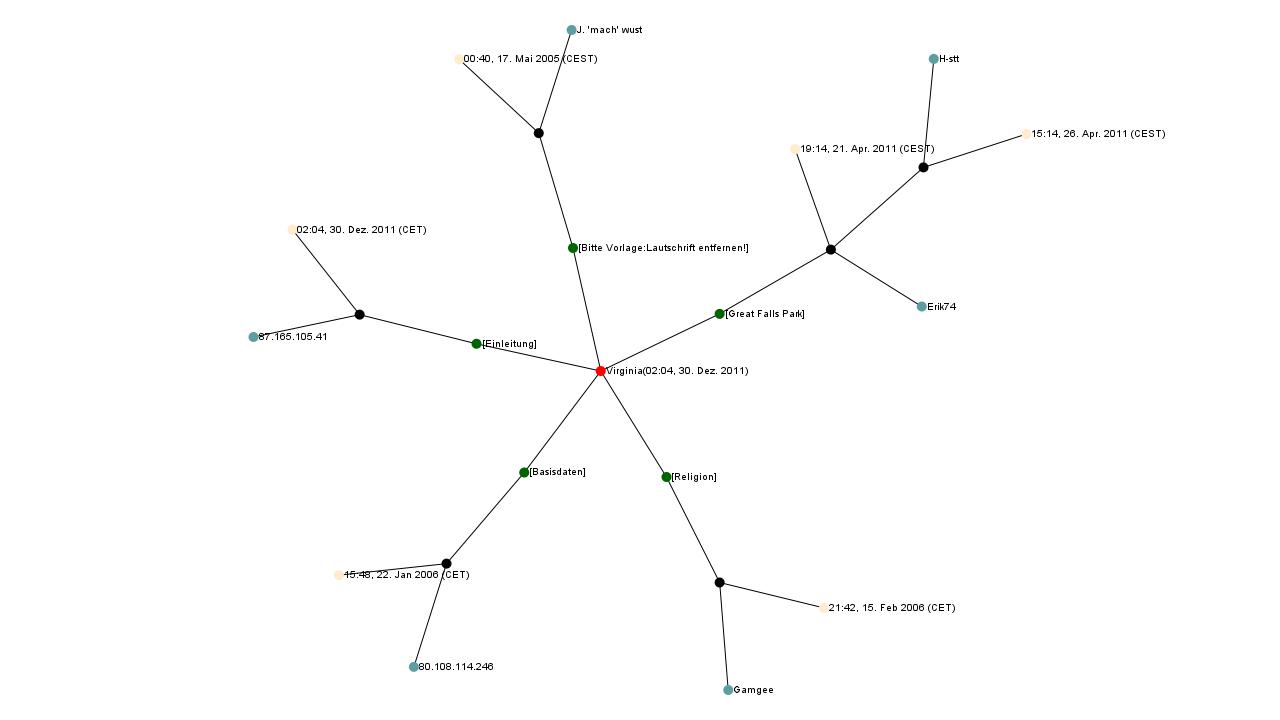 J. 'mach' wust
00:40, 17. Mai 2005 (CEST)
H-stt
15:14, 26. Apr. 2011 (CEST)
19:14, 21. Apr. 2011 (CEST)
02:04, 30. Dez. 2011 (CET)
[Bitte Vorlage:Lautschrift entfernen!]
Erik74
[Great Falls Park]
87.165.105.41
[Einleitung]
Virginia(02:04, 30. Dez. 2011)
[Basisdaten]
[Religion]
15:48, 22. Jan 2006 (CET)
21:42, 15. Feb 2006 (CET)
80.108.114.246
Gamgee